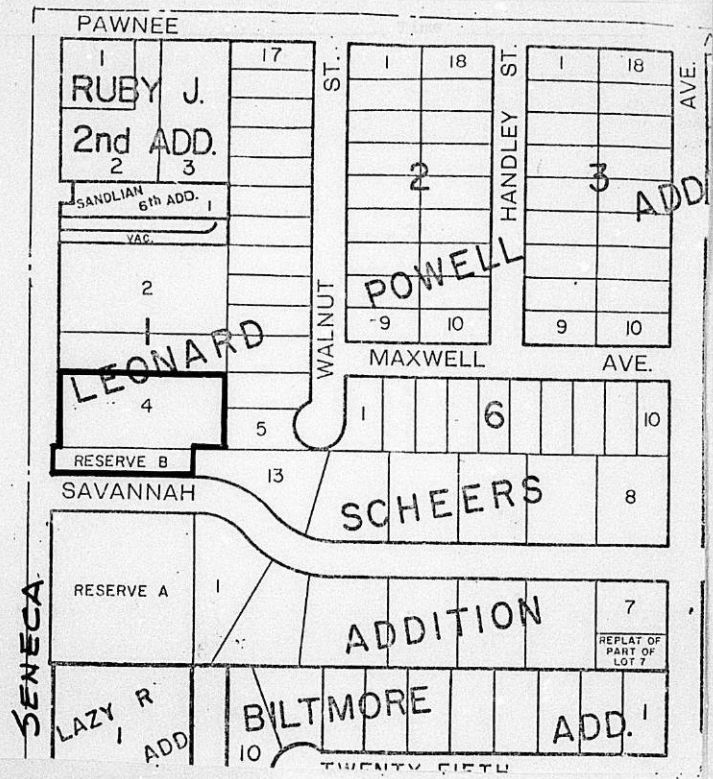 PAWNEE
1
RUBY J.
2nd ADD.
2 3
SANDLIAN
6th ADD. 1
VAC.
2
1
LEONARD
4
RESERVE B
SAVANNAH
17
5
13
WALNUT ST.
1 18
2
POWELL
9 10
HANDLEY ST.
1 18
3
ADD
9 10
AVE.
MAXWELL AVE.
1 6 10
SCHEERS
8
RESERVE A
1
ADDITION
7
REPLAT OF
PART OF
LOT 7
SENECA
LAZY R
1
ADD
BILTMORE ADD. 1
10
TWENTY FIFTH